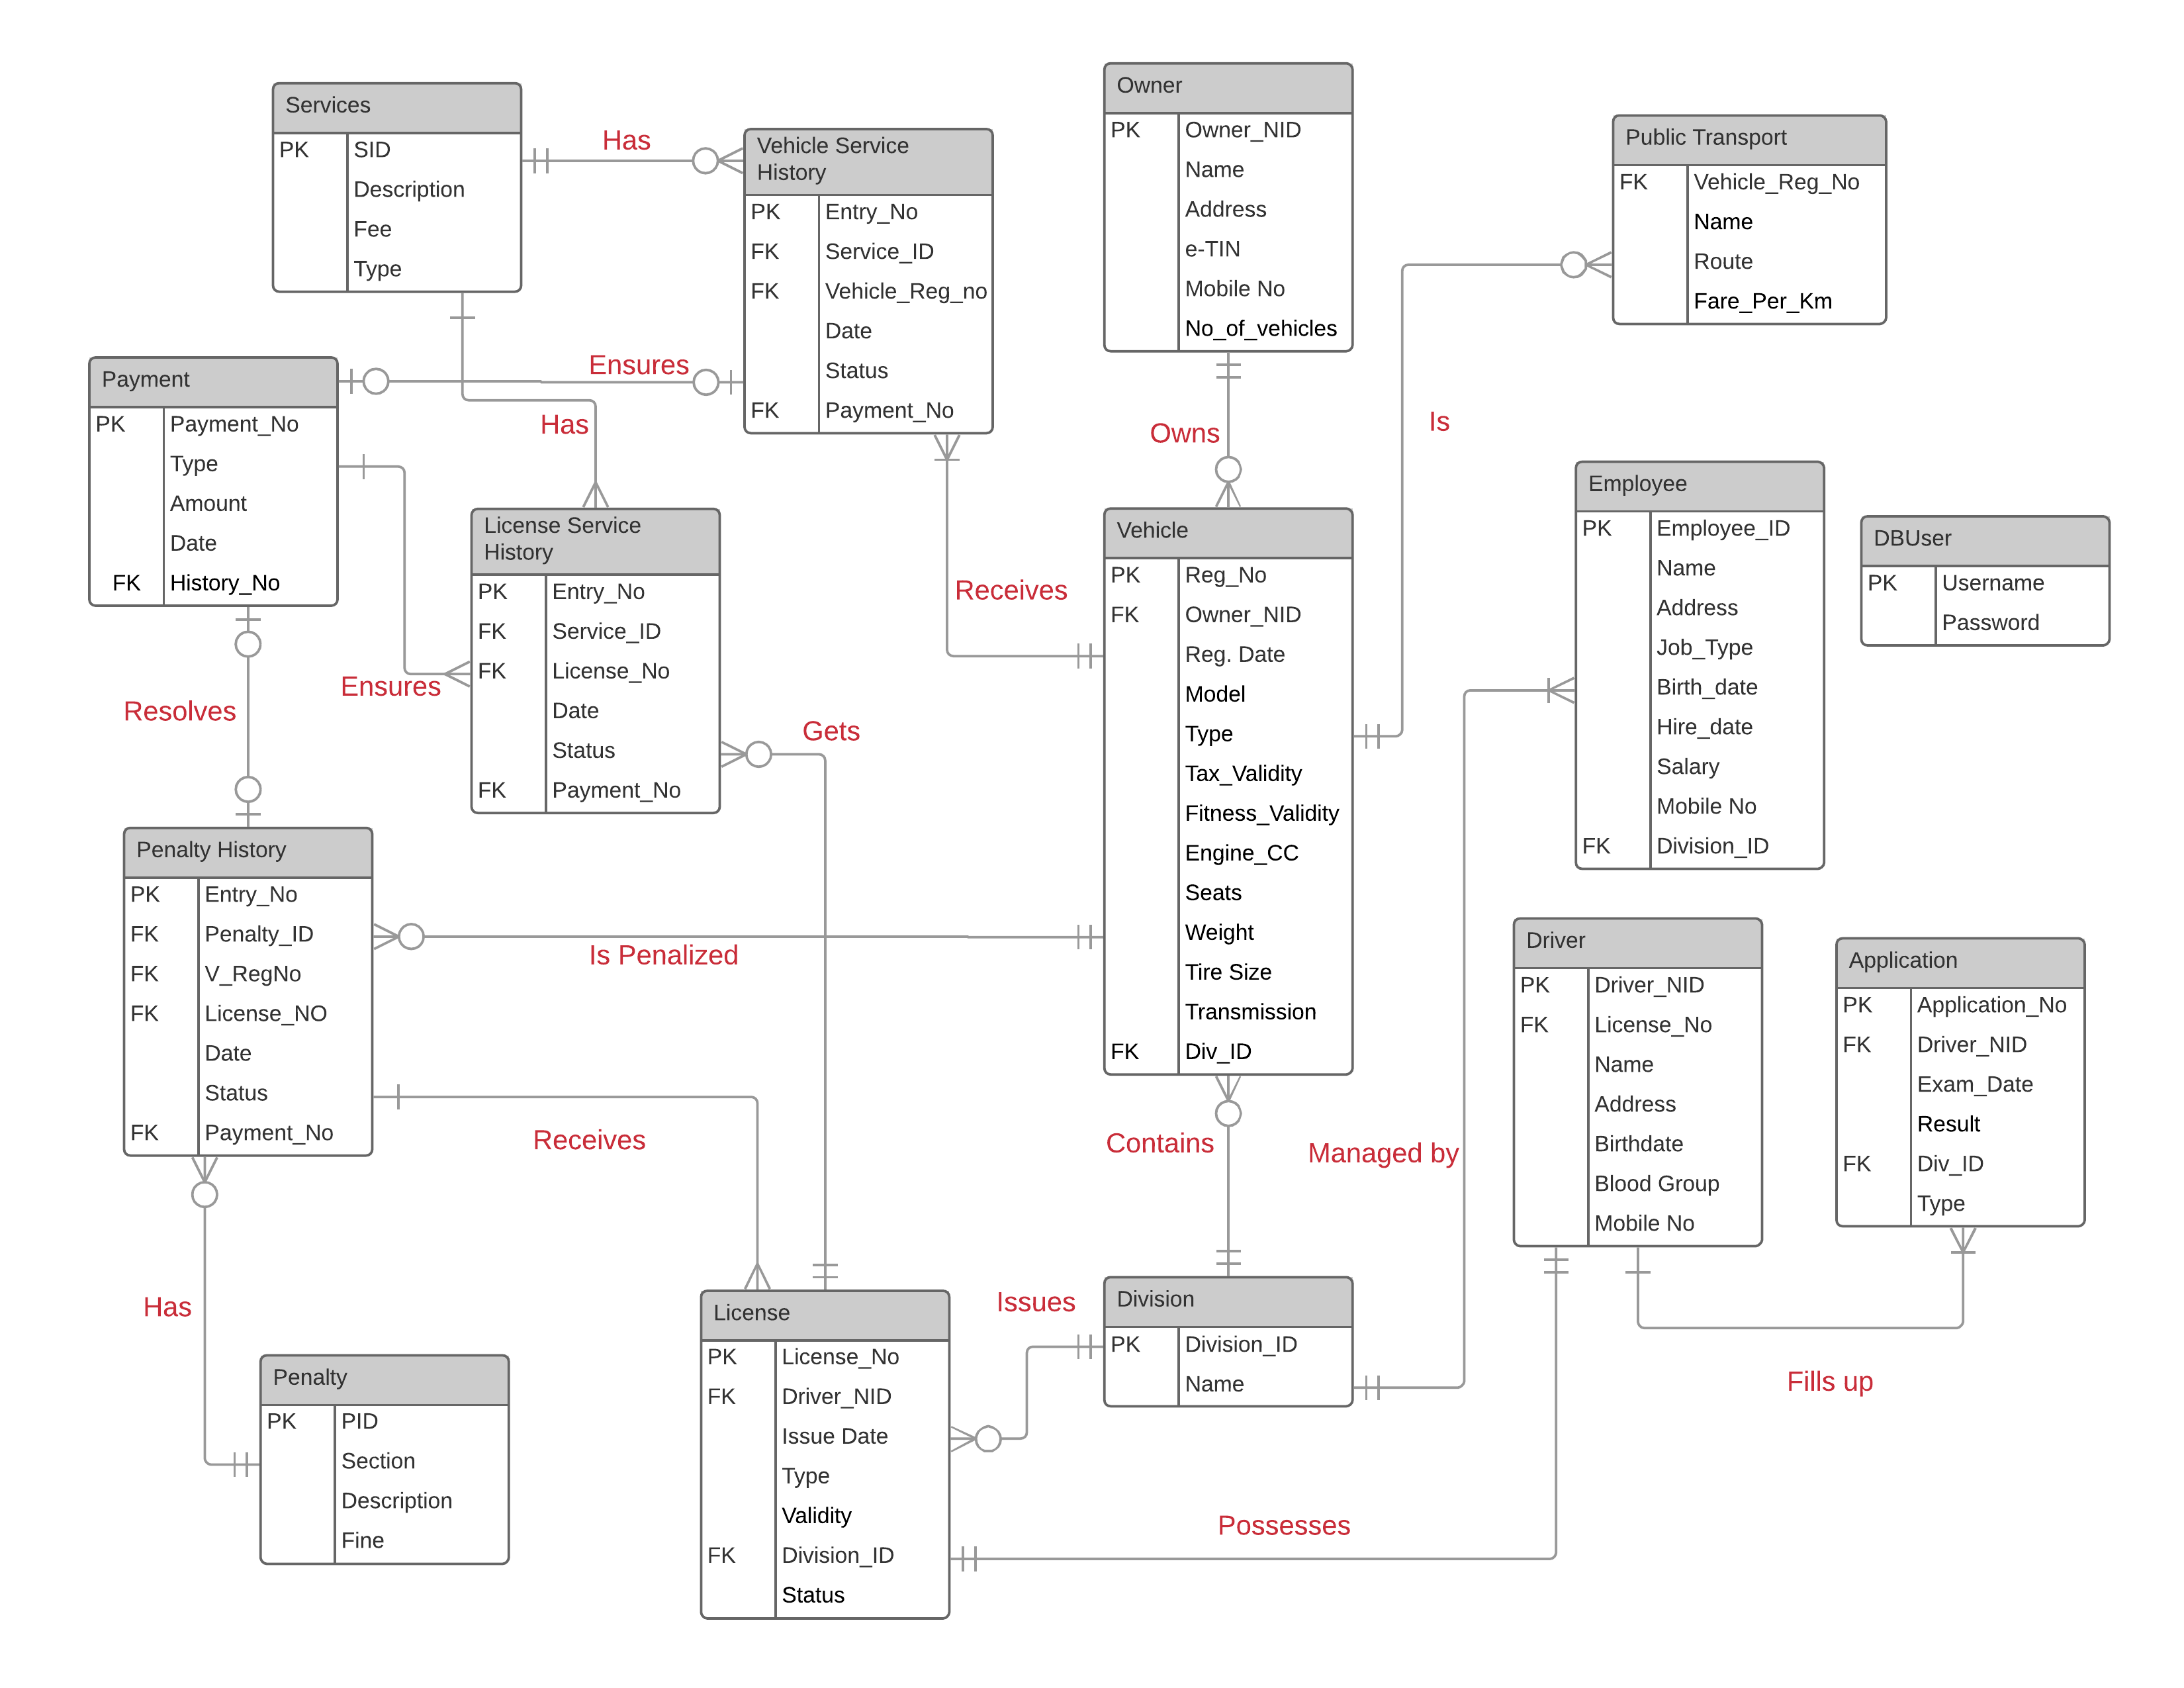 Services
PK SID
Description
Fee
Type
Has
Vehicle Service
History
PK Entry_No
FK Service_ID
FK Vehicle_Reg_no
Date
Status
FK Payment_No
Owner
PK Owner_NID
Name
Address
e-TIN
Mobile No
No_of_vehicles
Public Transport
FK Vehicle_Reg_No
Name
Route
Fare_Per_Km
Payment
PK Payment_No
Type
Amount
Date
FK History_No
Ensures
Has
Owns
Is
License Service
History
PK Entry_No
FK Service_ID
FK License_No
Date
Status
FK Payment_No
Ensures
Receives
Vehicle
PK Reg_No
FK Owner_NID
Reg. Date
Model
Type
Tax_Validity
Fitness_Validity
Engine_CC
Seats
Weight
Tire Size
Transmission
FK Div_ID
Employee
PK Employee_ID
Name
Address
Job_Type
Birth_date
Hire_date
Salary
Mobile No
FK Division_ID
DBUser
PK Username
Password
Resolves
Gets
Penalty History
PK Entry_No
FK Penalty_ID
FK V_RegNo
FK License_NO
Date
Status
FK Payment_No
Is Penalized
Receives
Contains
Managed by
Driver
PK Driver_NID
FK License_No
Name
Address
Birthdate
Blood Group
Mobile No
Application
PK Application_No
FK Driver_NID
Exam_Date
Result
FK Div_ID
Type
Has
Penalty
PK PID
Section
Description
Fine
License
PK License_No
FK Driver_NID
Issue Date
Type
Validity
FK Division_ID
Status
Issues
Division
PK Division_ID
Name
Fills up
Possesses